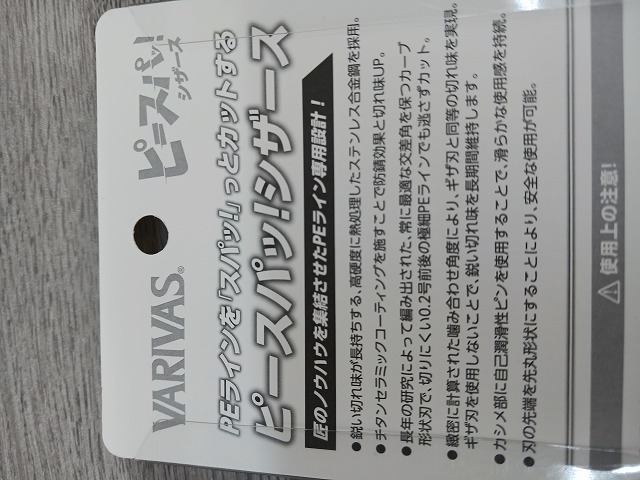 VARIVAS®
ピ=スパッ!
シザース
PEラインを「スパッ!」っとカットする
ピースパッ!シザース
匠のノウハウを集結させたPEライン専用設計!
●鋭い切れ味が長持ちする、高硬度に熱処理したステンレス合金鋼を採用。
●チタンセラミックコーティングを施すことで防錆効果と切れ味UP。
●長年の研究によって編み出された、常に最適な交差角を保つカーブ
形状刃で、切りにくい0.2号前後の極細PEラインでも逃さずカット。
●緻密に計算された噛み合わせ角度により、ギザ刃と同等の切れ味を実現。
ギザ刃を使用しないことで、鋭い切れ味を長期間維持します。
●カシメ部に自己潤滑性ピンを使用することで、滑らかな使用感を持続。
●刃の先端を先丸形状にすることにより、安全な使用が可能。
⚠使用上の注意!